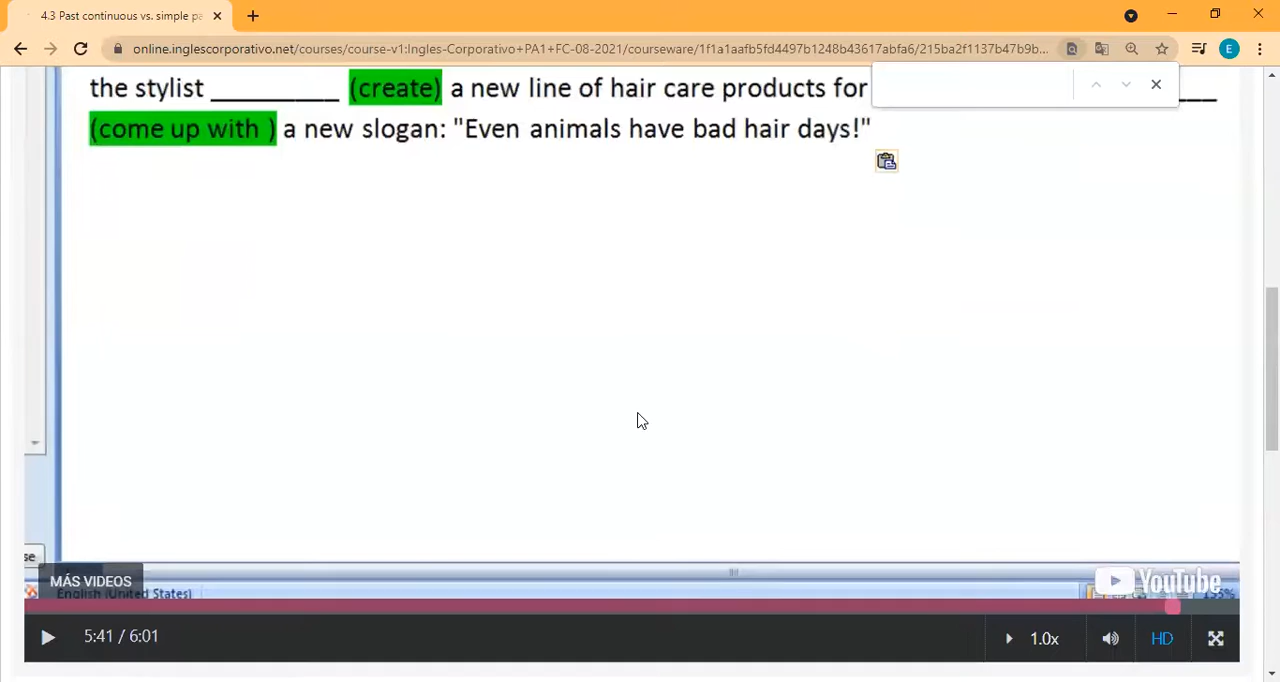 4.3 Past continuous vs. simple pa
online.inglescorporativo.net/courses/course-v1:Ingles-Corporativo+PA1+FC-08-2021/courseware/1f1a1aafb5fd4497b1248b43617abfa6/215ba2f1137b47b9b...
E
the stylist __________ (create) a new line of hair care products for
(come up with ) a new slogan: "Even animals have bad hair days!"
se
MÁS VIDEOS
English (United States)
YouTube
5:41 / 6:01
1.0x
HD